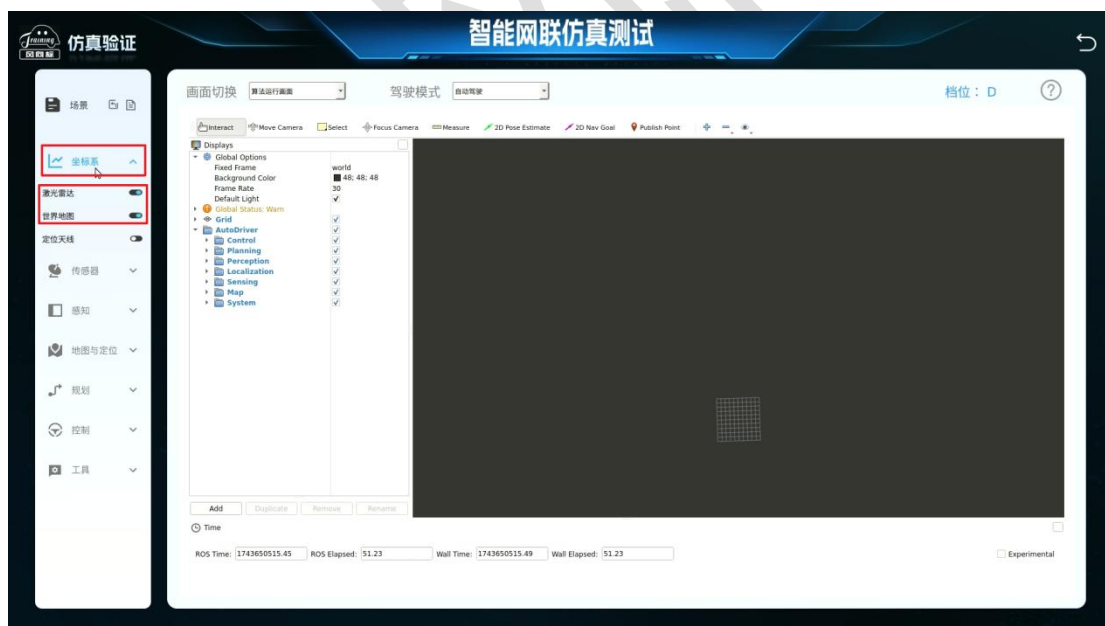 智能网联仿真测试
Training
风向标
仿真验证
场景
坐标系
激光雷达
世界地图
定位天线
传感器
感知
地图与定位
规划
控制
工具
画面切换 算法运行画面 驾驶模式 自动驾驶 档位： D ?
Interact Move Camera Select Focus Camera Measure 2D Pose Estimate 2D Nav Goal Publish Point
Displays
Global Options
Fixed Frame world
Background Color 48; 48; 48
Frame Rate 30
Default Light ✓
Global Status: Warn
Grid ✓
AutoDriver ✓
Control ✓
Planning ✓
Perception ✓
Localization ✓
Sensing ✓
Map ✓
System ✓
Add Duplicate Remove Rename
Time
ROS Time: 1743650515.45 ROS Elapsed: 51.23 Wall Time: 1743650515.49 Wall Elapsed: 51.23 Experimental